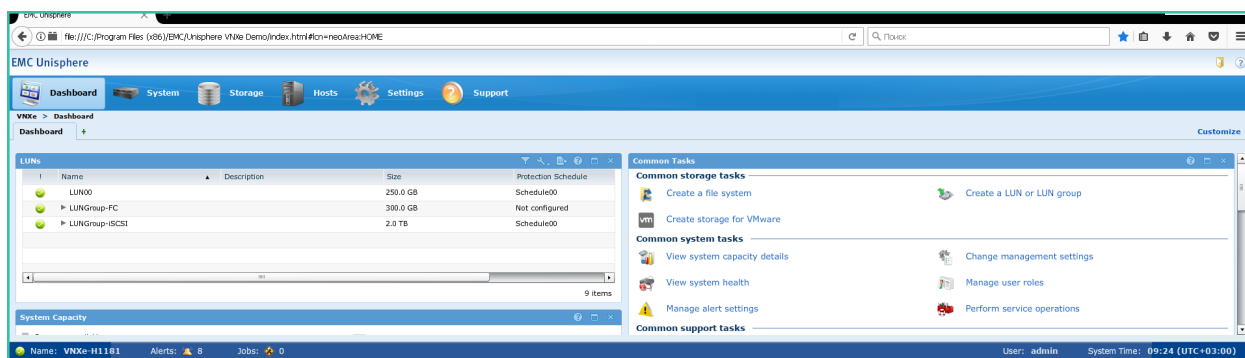 EMC Unisphere
file:///C:/Program Files (x86)/EMC/Unisphere VNXe Demo/index.html#lcn=neoArea:HOME
Поиск
EMC Unisphere
Dashboard System Storage Hosts Settings Support
VNXe > Dashboard
Dashboard + Customize
LUNs
! Name Description Size Protection Schedule
LUN00 250.0 GB Schedule00
LUNGroup-FC 300.0 GB Not configured
LUNGroup-iSCSI 2.0 TB Schedule00
9 items
System Capacity
Common Tasks
Common storage tasks
Create a file system Create a LUN or LUN group
vm Create storage for VMware
Common system tasks
View system capacity details Change management settings
View system health Manage user roles
Manage alert settings Perform service operations
Common support tasks
Name: VNXe-H1181 Alerts: 8 Jobs: 0 User: admin System Time: 09:24 (UTC+03:00)